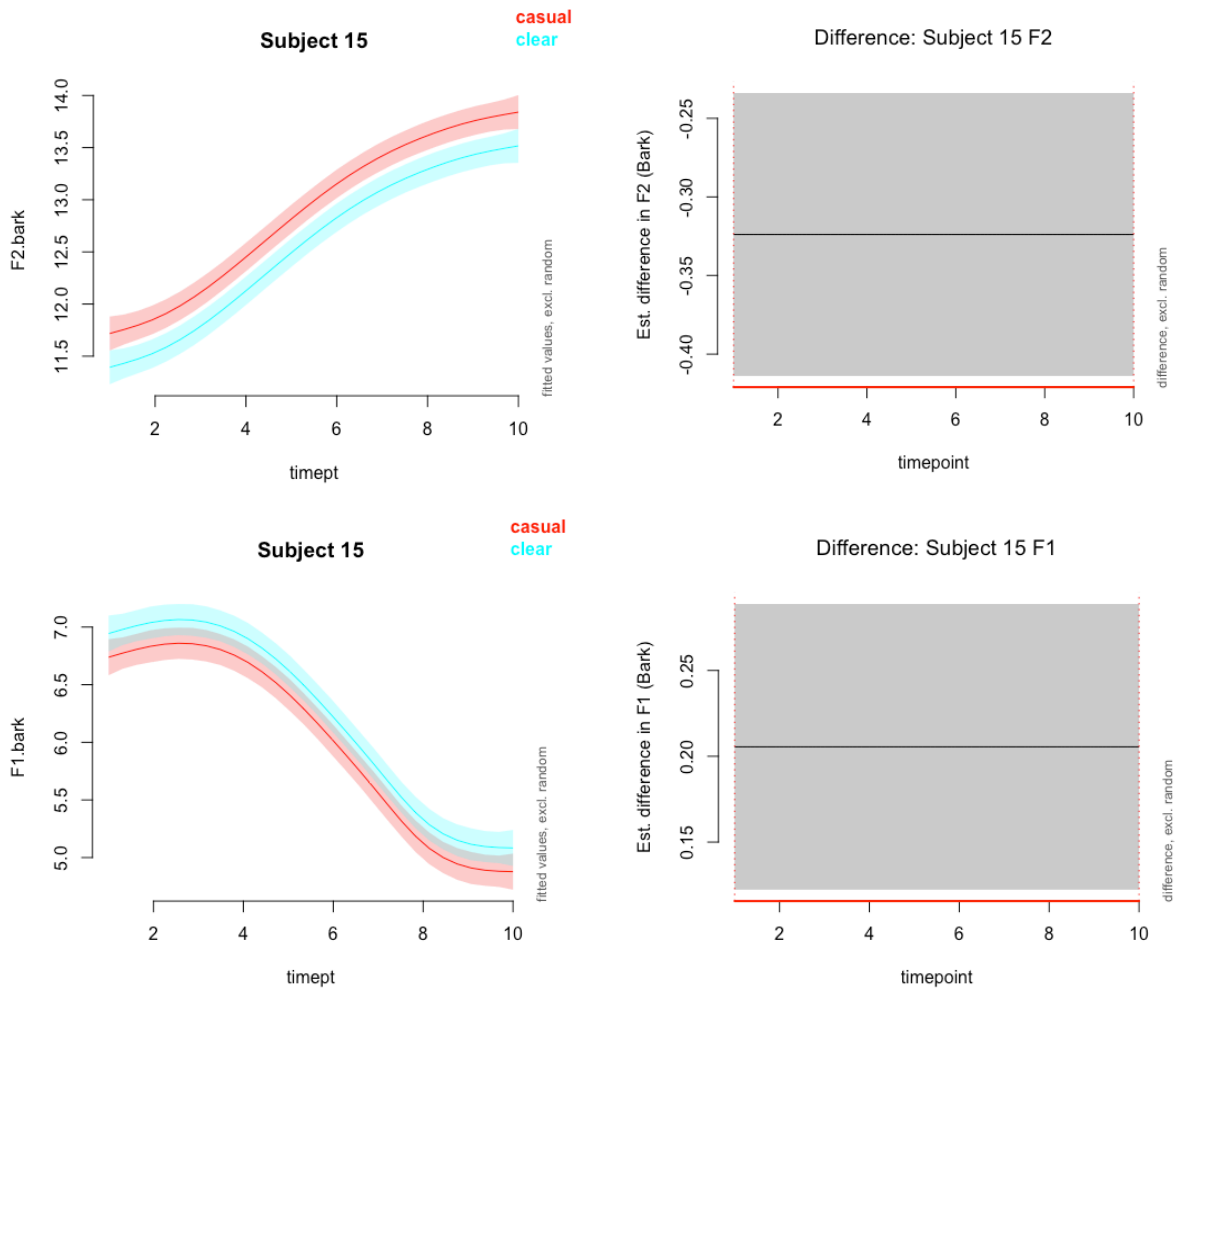 casual
clear
Subject 15
F2.bark
14.0
13.5
13.0
12.5
12.0
11.5
2 4 6 8 10
timept
fitted values, excl. random
Difference: Subject 15 F2
Est. difference in F2 (Bark)
-0.25
-0.30
-0.35
-0.40
2 4 6 8 10
timepoint
difference, excl. random
casual
clear
Subject 15
F1.bark
7.0
6.5
6.0
5.5
5.0
2 4 6 8 10
timept
fitted values, excl. random
Difference: Subject 15 F1
Est. difference in F1 (Bark)
0.25
0.20
0.15
2 4 6 8 10
timepoint
difference, excl. random